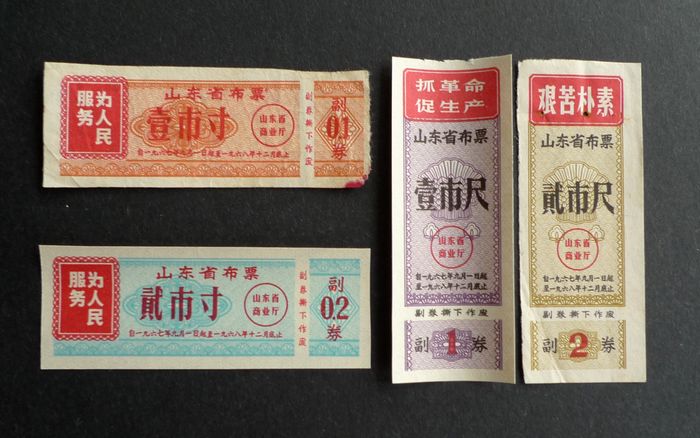 为人民
服务
山东省布票
壹市寸
山东省
商业厅
自一九六七年九月一日起至一九六八年十二月底止
副券撕下作废
副
0.1
券
为人民
服务
山东省布票
贰市寸
山东省
商业厅
自一九六七年九月一日起至一九六八年十二月底止
副券撕下作废
副
0.2
券
抓革命
促生产
山东省布票
壹市尺
山东省
商业厅
自一九六七年九月一日起
至一九六八年十二月底止
副券撕下作废
副 1 券
艰苦朴素
山东省布票
贰市尺
山东省
商业厅
自一九六七年九月一日起
至一九六八年十二月底止
副券撕下作废
副 2 券